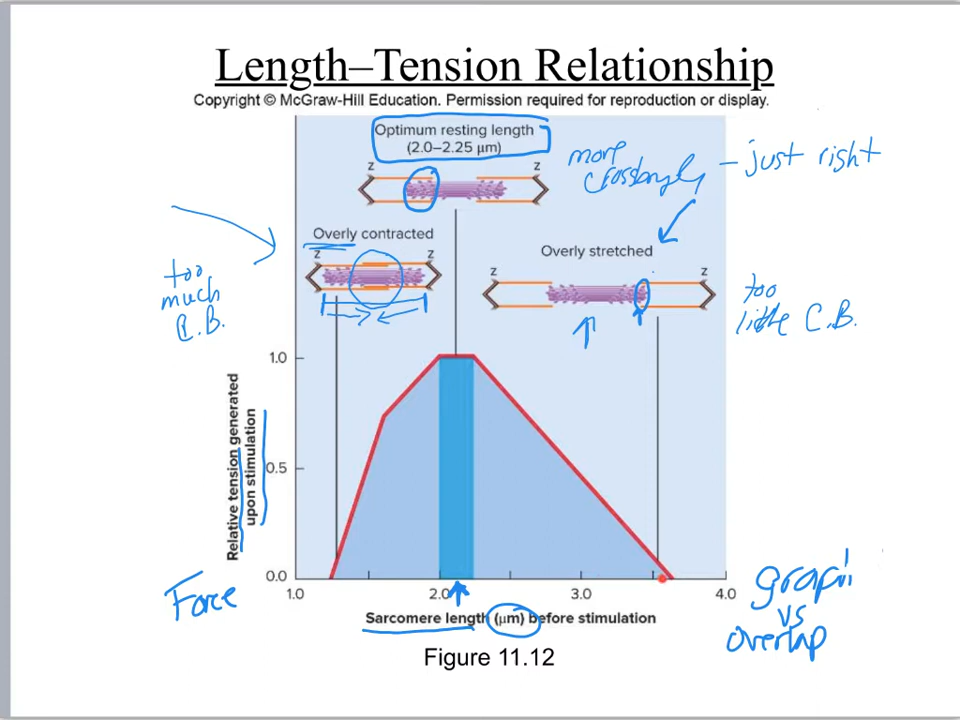 Length–Tension Relationship
Copyright © McGraw-Hill Education. Permission required for reproduction or display.
Optimum resting length
(2.0–2.25 μm)
z z
more
– just right
Overly contracted
z z
Overly stretched
z z
too
much
C.B.
too
little C.B.
1.0
0.5
0.0
Relative tension generated
upon stimulation
1.0 2.0 3.0 4.0
Sarcomere length (μm) before stimulation
Force
graph
vs
overlap
Figure 11.12